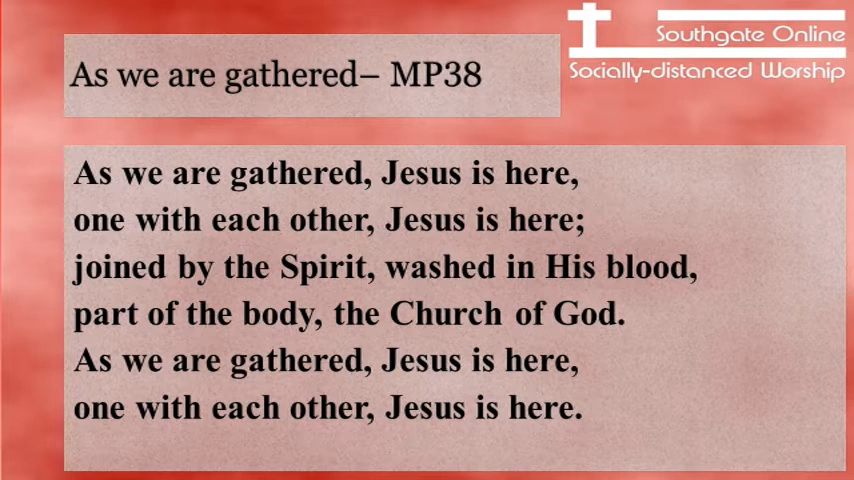 Southgate Online
Socially-distanced Worship
As we are gathered– MP38
As we are gathered, Jesus is here,
one with each other, Jesus is here;
joined by the Spirit, washed in His blood,
part of the body, the Church of God.
As we are gathered, Jesus is here,
one with each other, Jesus is here.